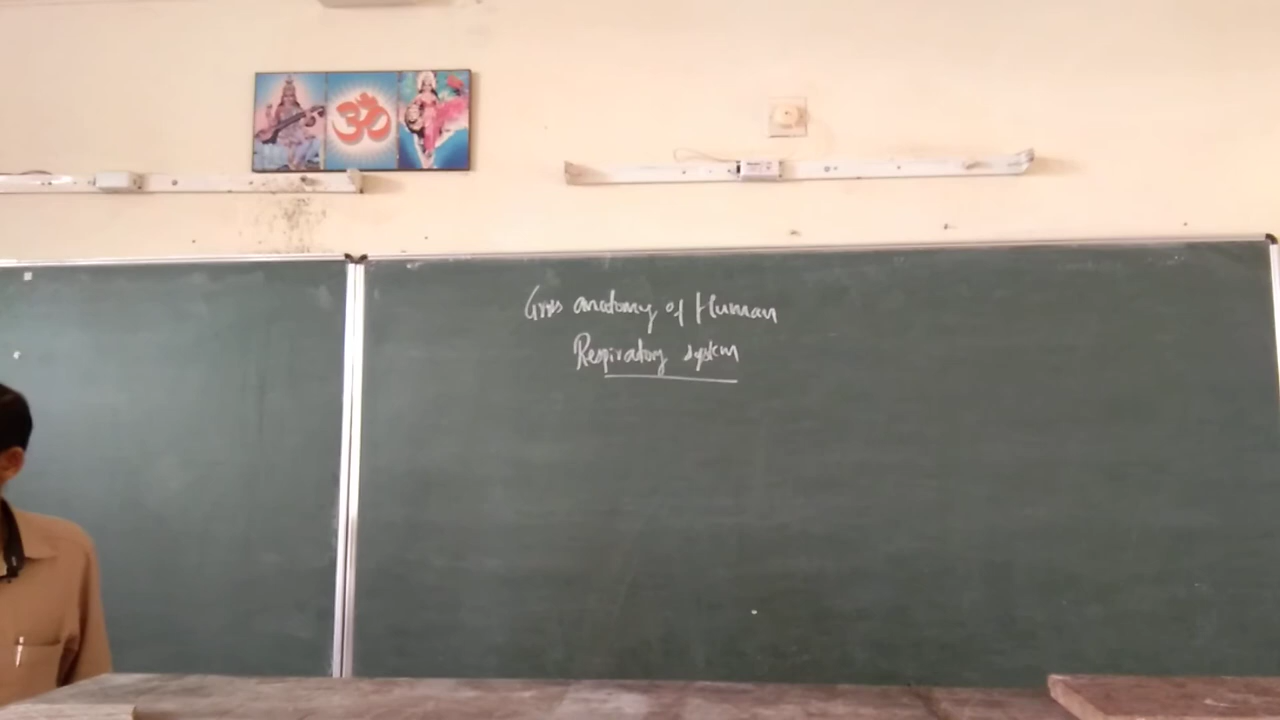 Gross anatomy of Human
Respiratory system
ॐ